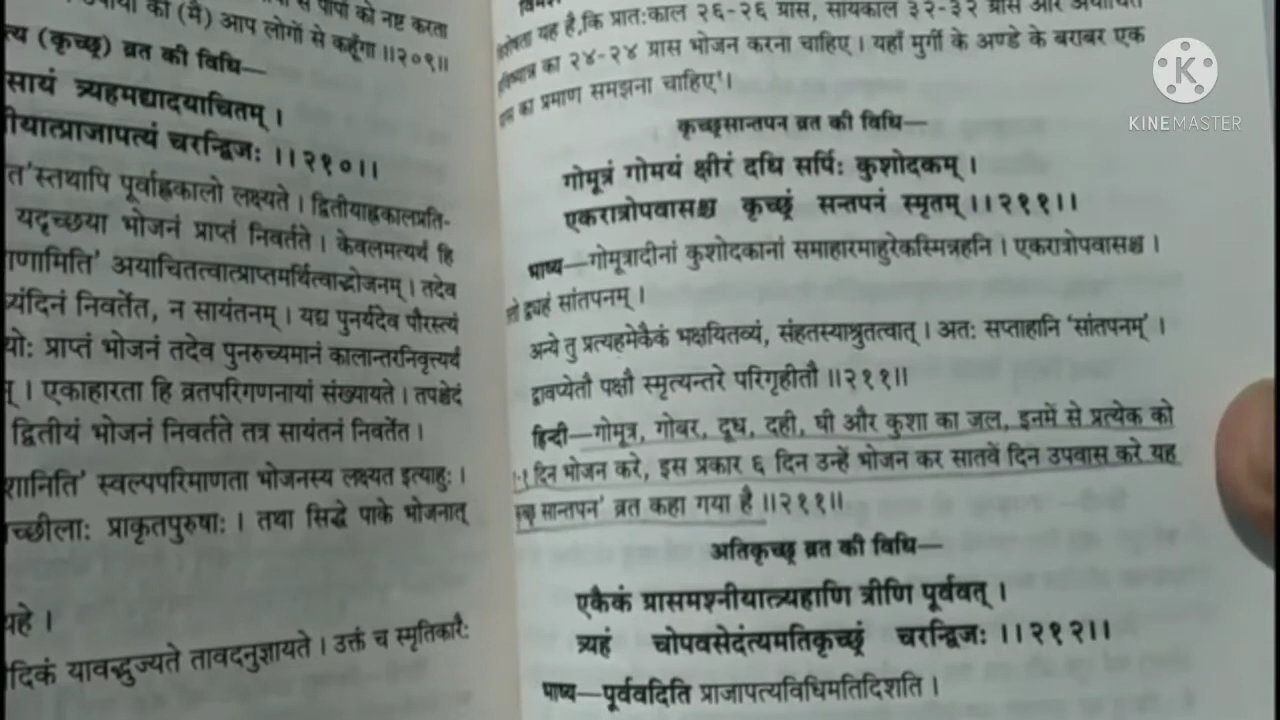 से पापों को नष्ट करता
उपायों को (मैं) आप लोगों से कहूँगा ॥२०९॥
(कृच्छ्र) व्रत की विधि—
सायं त्र्यहमद्यादयाचितम् ।
चरन्द्विजः ।।२१०।।
स्तथापि पूर्वाह्णकालो लक्ष्यते । द्वितीयाह्णकालप्रति-
यदृच्छया भोजनं प्राप्तं निवर्तते । केवलमत्यर्थं हि
अयाचितत्वात्प्राप्तमर्थित्वाद्भोजनम् । तदेव
निवर्तेत, न सायंतनम् । यद्य पुनर्यदेव पौरस्त्यं
प्राप्तं भोजनं तदेव पुनरुच्यमानं कालान्तरनिवृत्त्यर्थं
। एकाहारता हि व्रतपरिगणनायां संख्यायते । तपश्चेदं
द्वितीयं भोजनं निवर्तते तत्र सायंतनं निवर्तेत ।
स्वल्पपरिमाणता भोजनस्य लक्ष्यत इत्याहुः ।
प्राकृतपुरुषाः । तथा सिद्धे पाके भोजनात्
यावद्भुज्यते तावदनुज्ञायते । उक्तं च स्मृतिकारैः
यह है,कि प्रातःकाल २६-२६ ग्रास, सायंकाल ३२-३२ ग्रास और
का २४-२४ ग्रास भोजन करना चाहिए । यहाँ मुर्गी के अण्डे के बराबर एक
का प्रमाण समझना चाहिए' ।
KINEMASTER
कृच्छ्रसान्तपन व्रत की विधि—
गोमूत्रं गोमयं क्षीरं दधि सर्पिः कुशोदकम् ।
एकरात्रोपवासश्च कृच्छ्रं सन्तपनं स्मृतम् ।।२११।।
भाष्य—गोमूत्रादीनां कुशोदकानां समाहारमाहुरेकस्मिन्नहनि । एकरात्रोपवासश्च ।
द्व्यहं सांतपनम् ।
अन्ये तु प्रत्यहमेकैकं भक्षयितव्यं, संहतस्याश्रुतत्वात् । अतः सप्ताहानि 'सांतपनम्' ।
द्वावप्येतौ पक्षौ स्मृत्यन्तरे परिगृहीतौ ॥२११॥
हिन्दी—गोमूत्र, गोबर, दूध, दही, घी और कुशा का जल, इनमें से प्रत्येक को
दिन भोजन करे, इस प्रकार ६ दिन उन्हें भोजन कर सातवें दिन उपवास करे यह
सान्तपन' व्रत कहा गया है ॥२११॥
अतिकृच्छ्र व्रत की विधि—
एकैकं ग्रासमश्नीयात्त्र्यहाणि त्रीणि पूर्ववत् ।
त्र्यहं चोपवसेदंत्यमतिकृच्छ्रं चरन्द्विजः ।।२१२।।
भाष्य—पूर्ववदिति प्राजापत्यविधिमतिदिशति ।